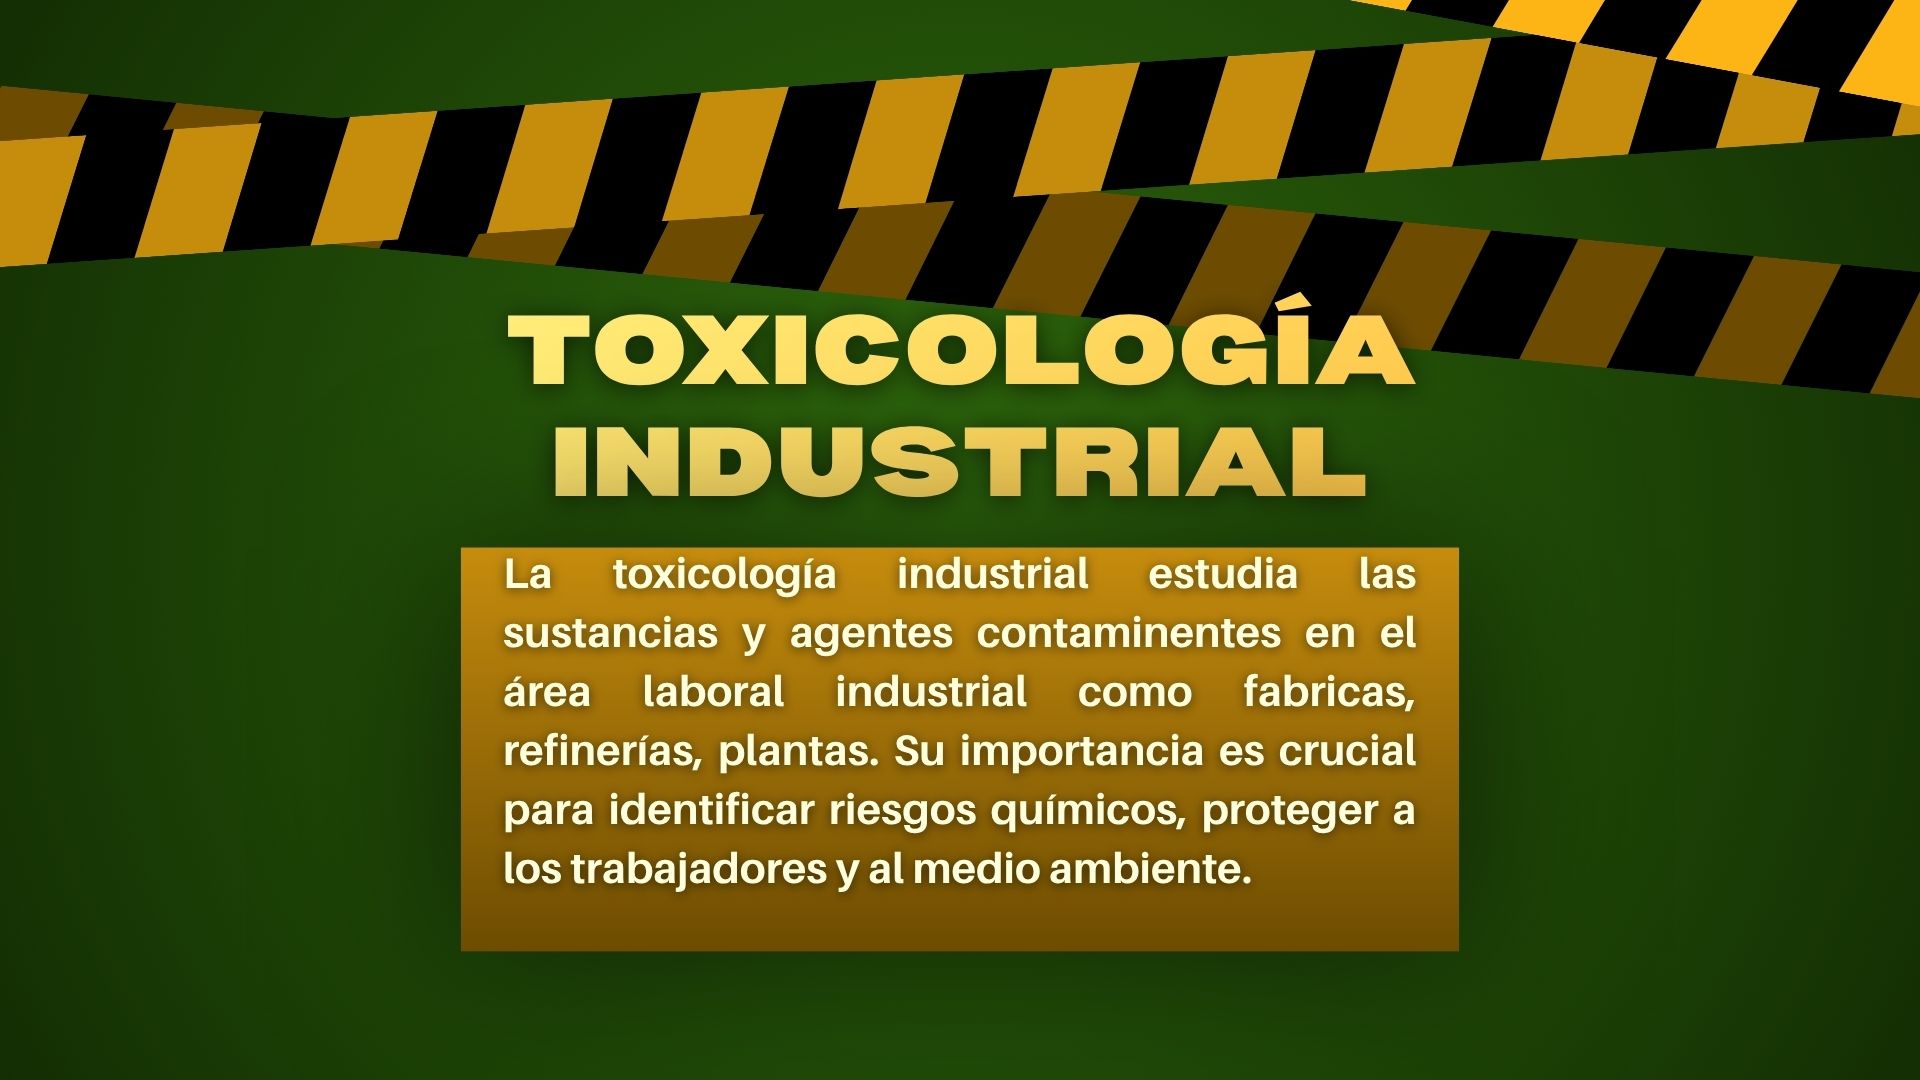 TOXICOLOGÍA
INDUSTRIAL
La toxicología industrial estudia las
sustancias y agentes contaminentes en el
área laboral industrial como fabricas,
refinerías, plantas. Su importancia es crucial
para identificar riesgos químicos, proteger a
los trabajadores y al medio ambiente.